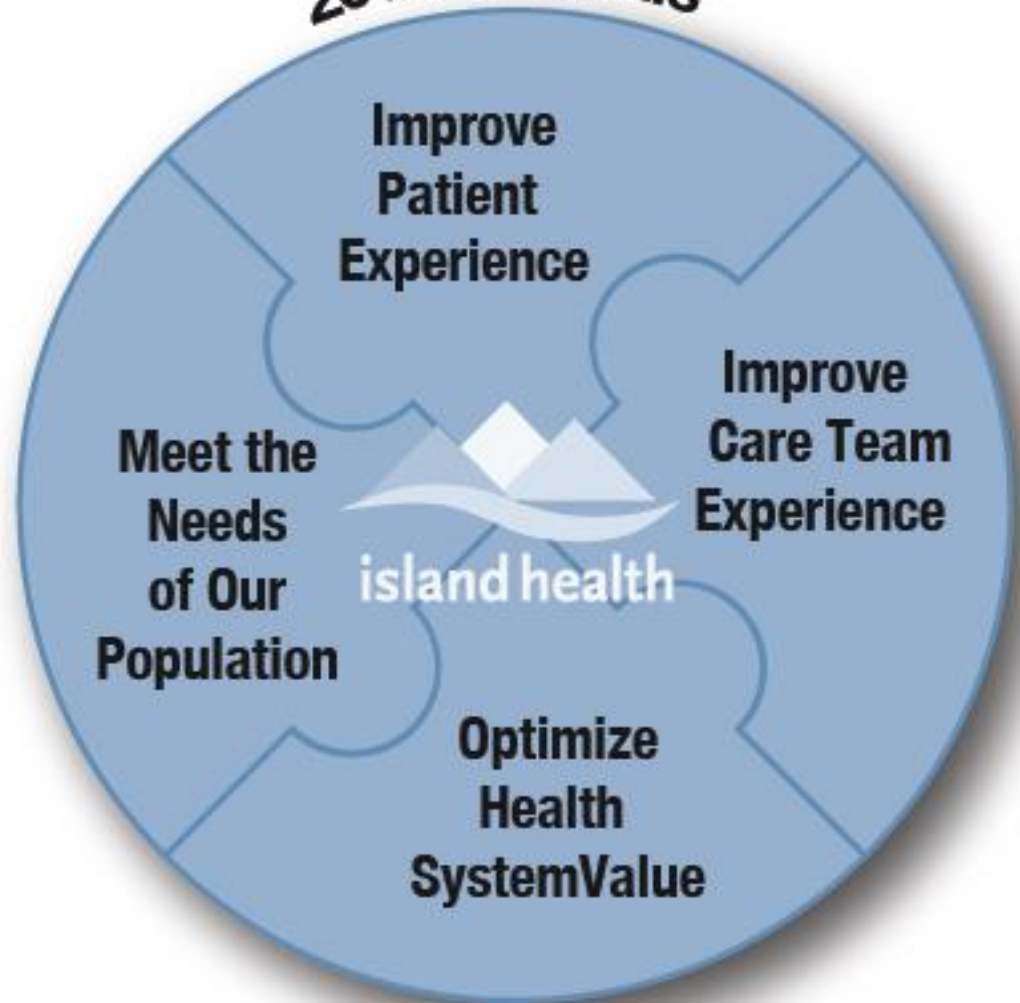 Improve
Patient
Experience
Improve
Care Team
Experience
Meet the
Needs
of Our
Population
island health
Optimize
Health
SystemValue